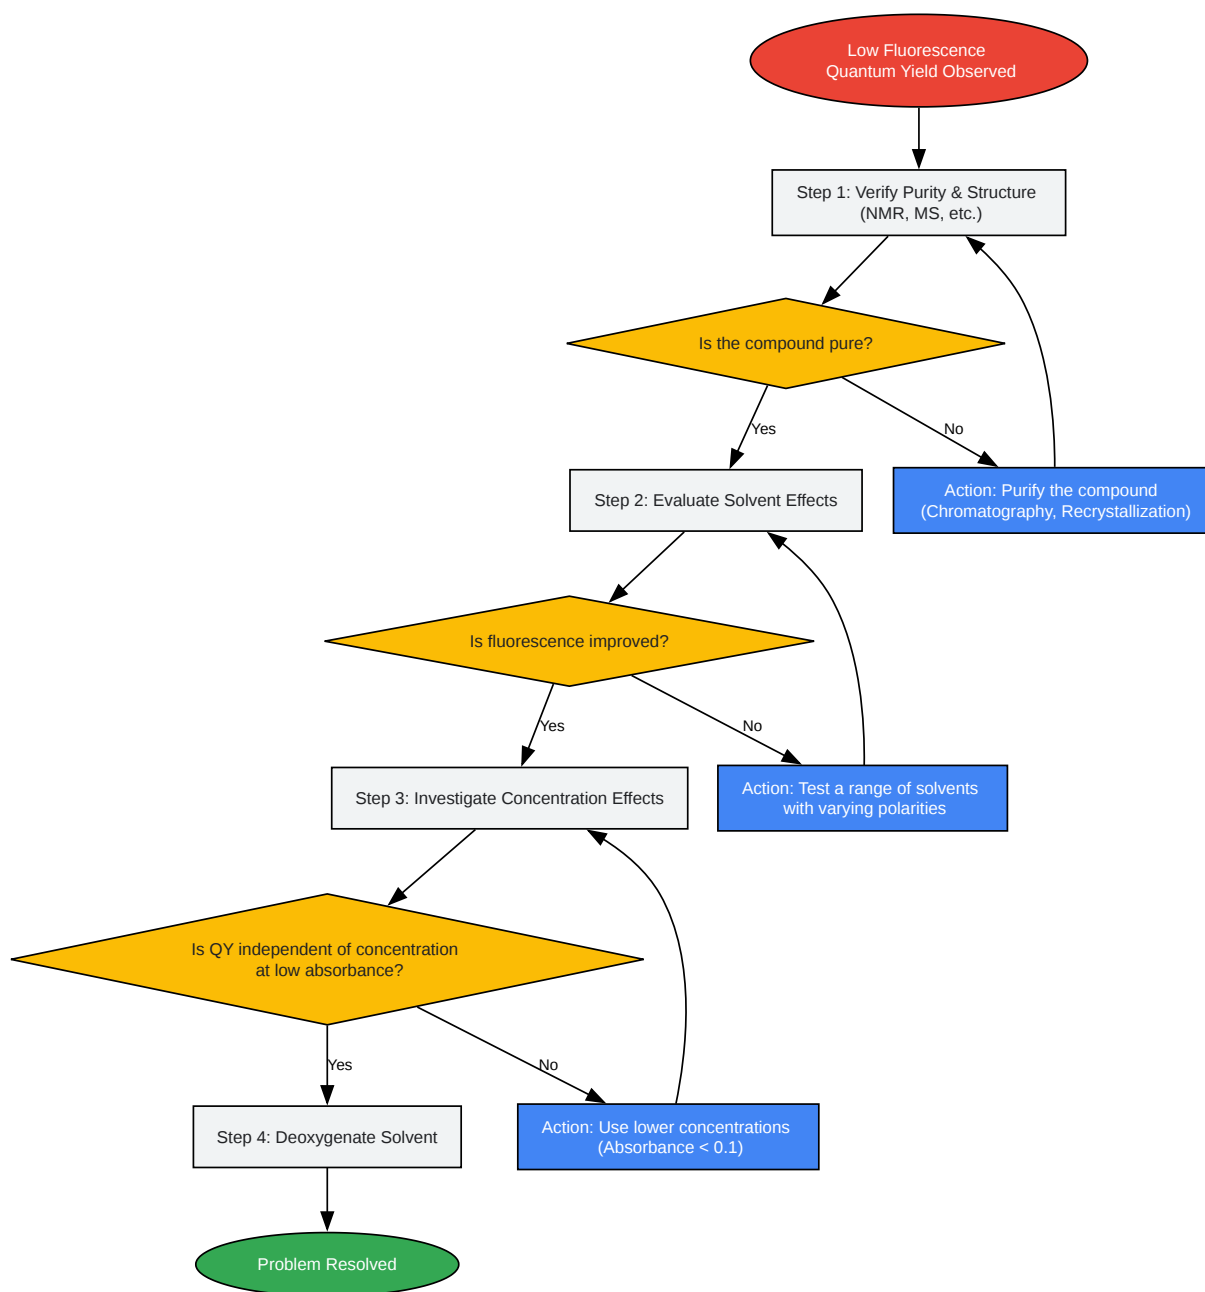 Low Fluorescence
Quantum Yield Observed
Step 1: Verify Purity & Structure
(NMR, MS, etc.)
Is the compound pure?
Yes
No
Step 2: Evaluate Solvent Effects
Action: Purify the compound
(Chromatography, Recrystallization)
Is fluorescence improved?
Yes
No
Step 3: Investigate Concentration Effects
Action: Test a range of solvents
with varying polarities
Is QY independent of concentration
at low absorbance?
Yes
No
Step 4: Deoxygenate Solvent
Action: Use lower concentrations
(Absorbance < 0.1)
Problem Resolved